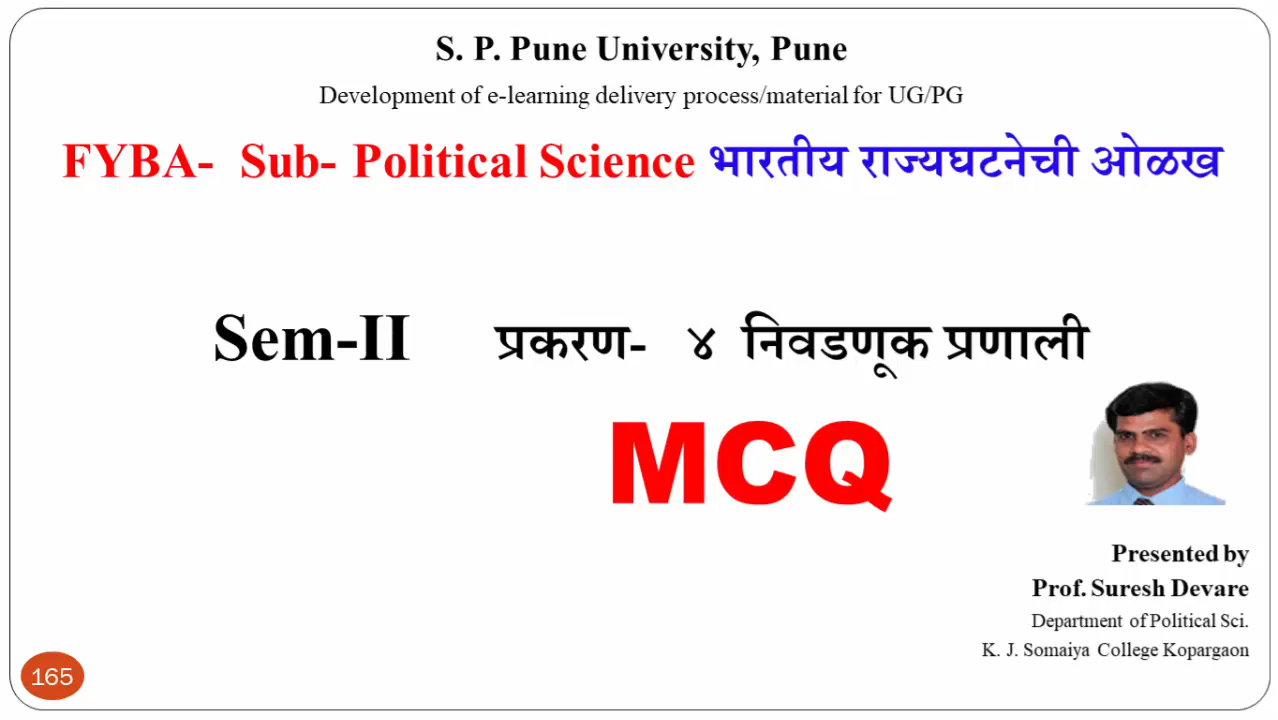 S. P. Pune University, Pune
Development of e-learning delivery process/material for UG/PG
FYBA- Sub- Political Science भारतीय राज्यघटनेची ओळख
Sem-II प्रकरण- ४ निवडणूक प्रणाली
MCQ
Presented by
Prof. Suresh Devare
Department of Political Sci.
K. J. Somaiya College Kopargaon
165